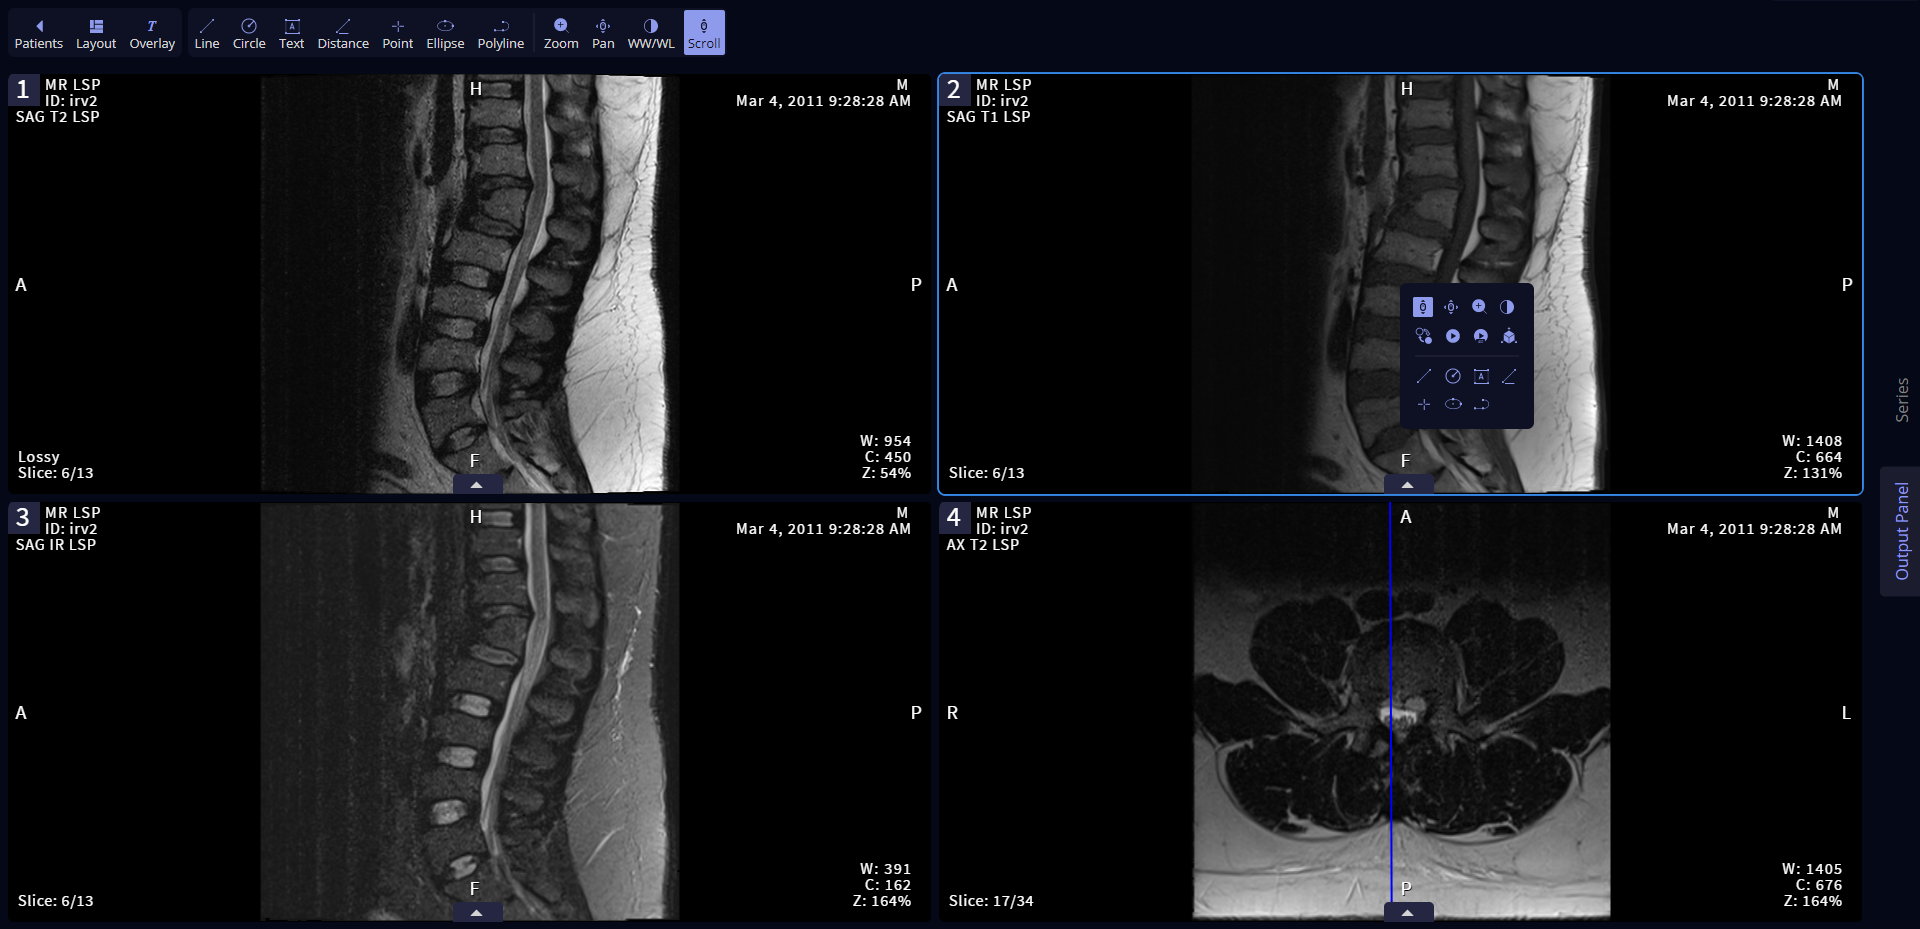 Patients Layout Overlay Line Circle Text Distance Point Ellipse Polyline Zoom Pan WW/WL Scroll
1 MR LSP
ID: irv2
SAG T2 LSP
H
M
Mar 4, 2011 9:28:28 AM
A
P
Lossy
Slice: 6/13
F
W: 954
C: 450
Z: 54%
2 MR LSP
ID: irv2
SAG T1 LSP
H
M
Mar 4, 2011 9:28:28 AM
A
P
A
Slice: 6/13
F
W: 1408
C: 664
Z: 131%
3 MR LSP
ID: irv2
SAG IR LSP
H
M
Mar 4, 2011 9:28:28 AM
A
P
Slice: 6/13
F
W: 391
C: 162
Z: 164%
4 MR LSP
ID: irv2
AX T2 LSP
A
M
Mar 4, 2011 9:28:28 AM
R
L
Slice: 17/34
P
W: 1405
C: 676
Z: 164%
Series
Output Panel